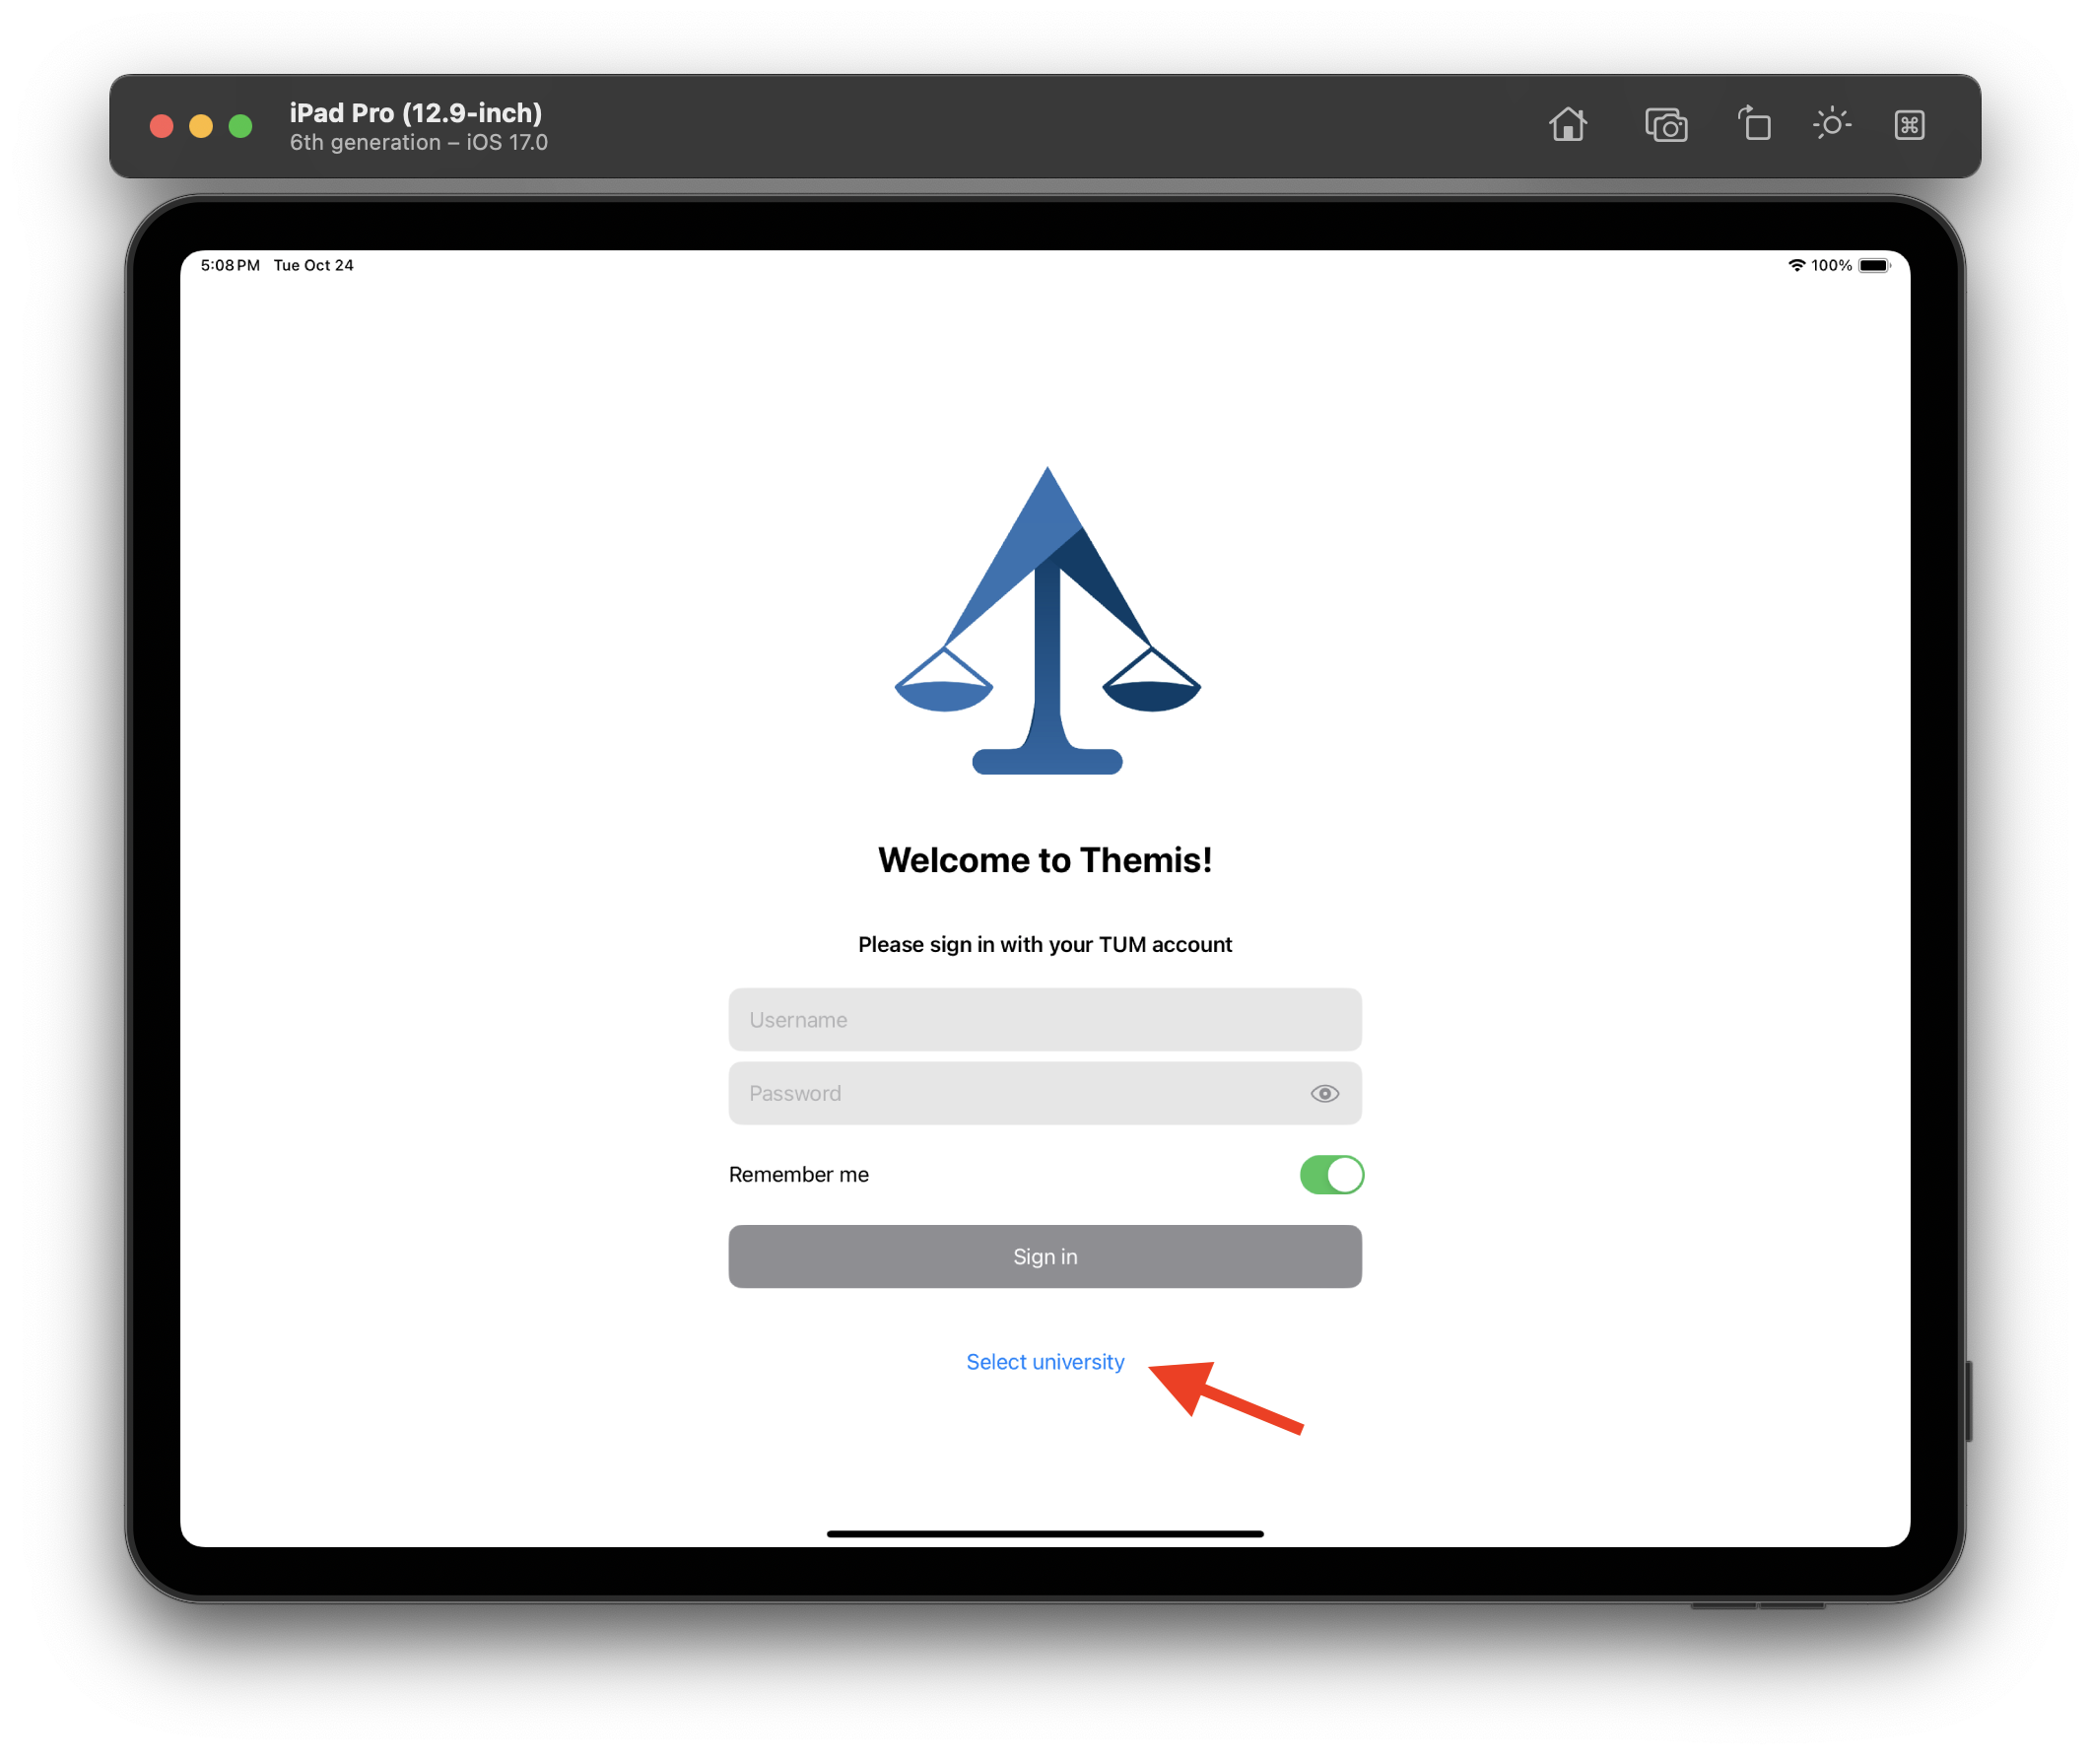 iPad Pro (12.9-inch)
6th generation – iOS 17.0
5:08 PM Tue Oct 24
100%
Welcome to Themis!
Please sign in with your TUM account
Username
Password
Remember me
Sign in
Select university